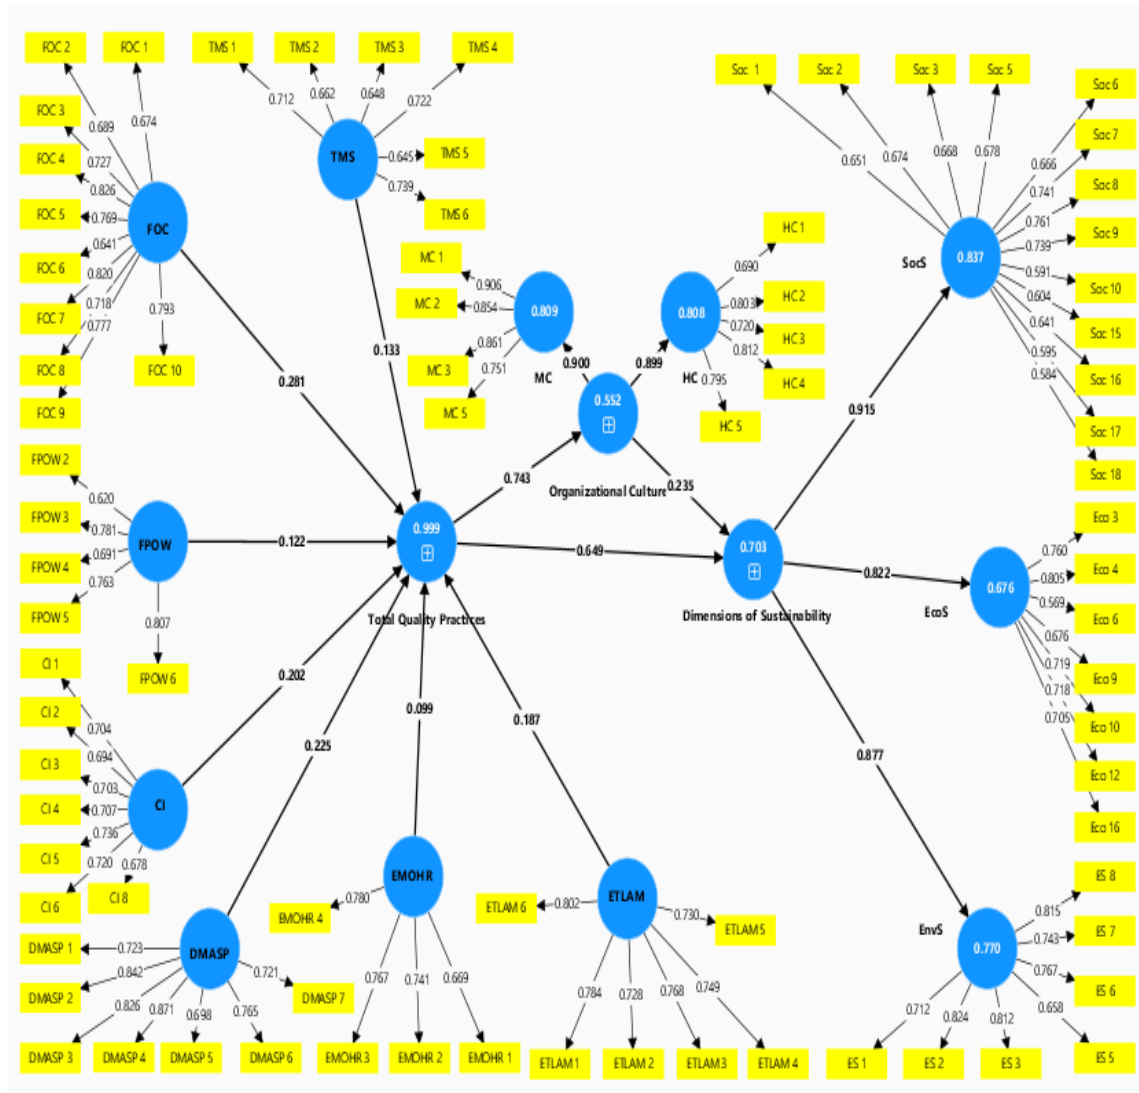 FOC 2
FOC 1
TMS 1
TMS 2
TMS 3
TMS 4
Soc 1
Soc 2
Soc 3
Soc 5
Soc 6
FOC 3
0.689
0.674
0.712
0.662
0.648
0.722
FOC 4
0.727
TMS
0.645
TMS 5
0.651
0.674
0.668
0.678
0.666
Soc 7
0.826
0.739
0.741
Soc 8
FOC 5
0.769
FOC
TMS 6
0.761
Soc 9
0.641
0.739
FOC 6
0.820
MC 1
HC 1
SocS
0.837
0.591
Soc 10
0.718
0.793
0.906
0.690
0.604
FOC 7
0.777
MC 2
0.854
0.809
0.808
0.803
HC 2
0.641
Soc 15
0.861
0.720
HC 3
0.595
FOC 8
FOC 10
0.133
MC 3
0.751
0.900
0.899
0.812
0.584
Soc 16
0.281
MC
HC
0.795
HC 4
FOC 9
MC 5
0.552
HC 5
0.915
Soc 17
FPOW 2
0.743
Organizational Culture
0.235
Soc 18
0.620
FPOW 3
0.781
Eco 3
FPOW
0.122
0.999
0.649
0.703
0.760
FPOW 4
0.691
0.822
0.676
0.805
Eco 4
0.763
0.569
FPOW 5
0.807
Total Quality Practices
Dimensions of Sustainability
EcoS
0.676
Eco 6
CI 1
FPOW 6
0.202
0.719
Eco 9
0.718
CI 2
0.704
0.099
0.187
0.705
Eco 10
0.694
0.225
0.877
CI 3
0.703
Eco 12
CI 4
0.707
CI
0.736
Eco 16
CI 5
0.720
0.678
EMOHR
ES 8
CI 6
CI 8
0.780
ETLAM 6
0.802
ETLAM
0.730
0.815
EMOHR 4
ETLAM 5
EnvS
0.743
ES 7
DMASP 1
0.723
DMASP
0.770
0.842
0.721
0.767
0.741
0.669
0.767
DMASP 2
0.826
0.871
0.698
0.765
DMASP 7
0.784
0.728
0.768
0.749
0.712
0.824
0.812
0.658
ES 6
DMASP 3
DMASP 4
DMASP 5
DMASP 6
EMOHR 3
EMOHR 2
EMOHR 1
ETLAM 1
ETLAM 2
ETLAM 3
ETLAM 4
ES 1
ES 2
ES 3
ES 5